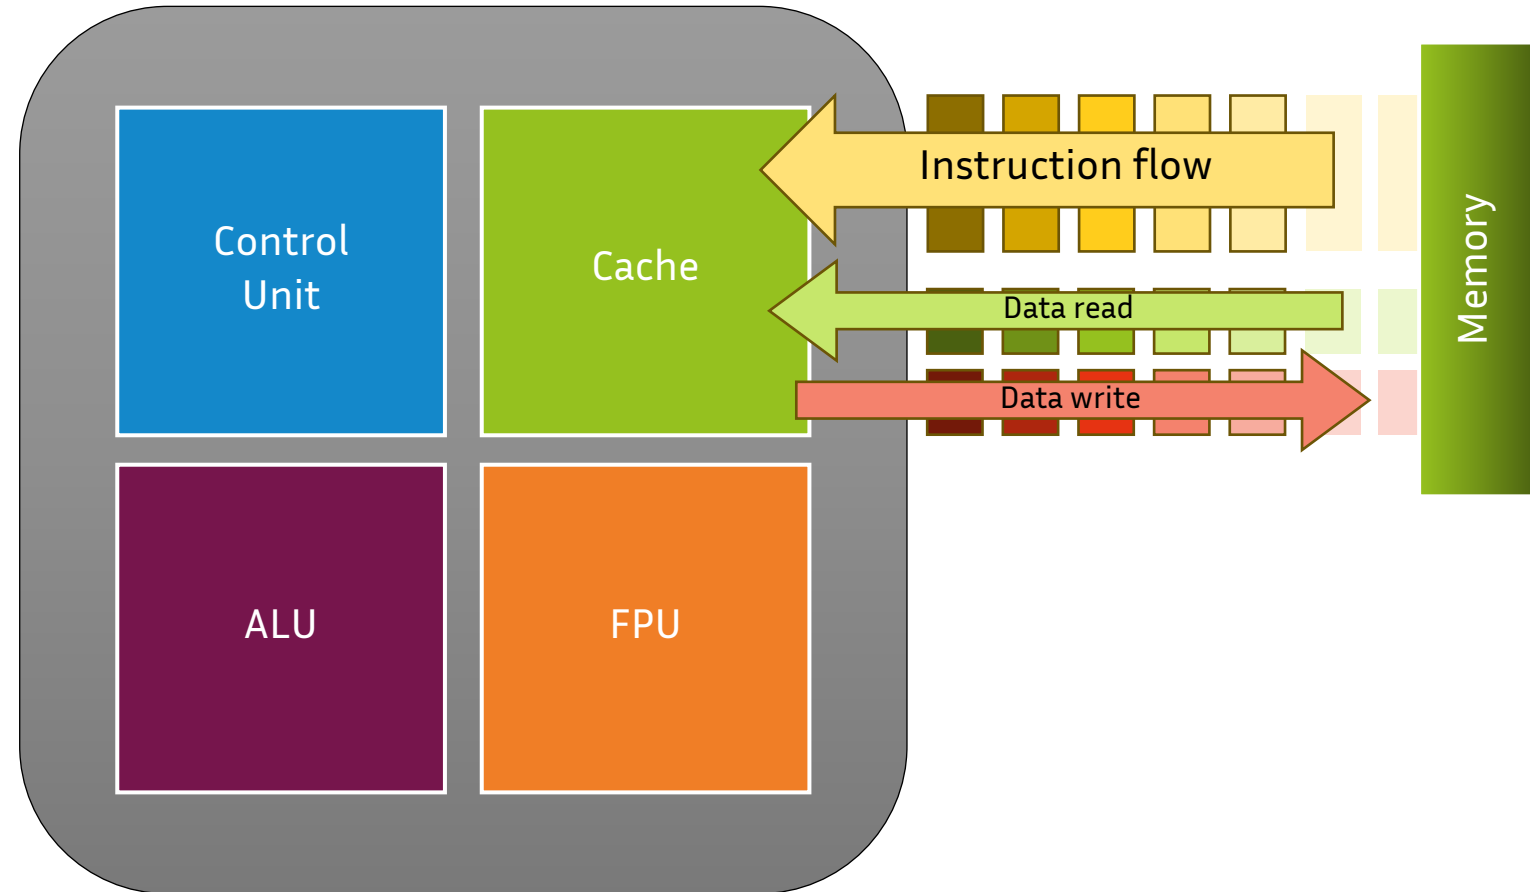 Control
Unit
Cache
Instruction flow
Data read
Data write
Memory
ALU
FPU